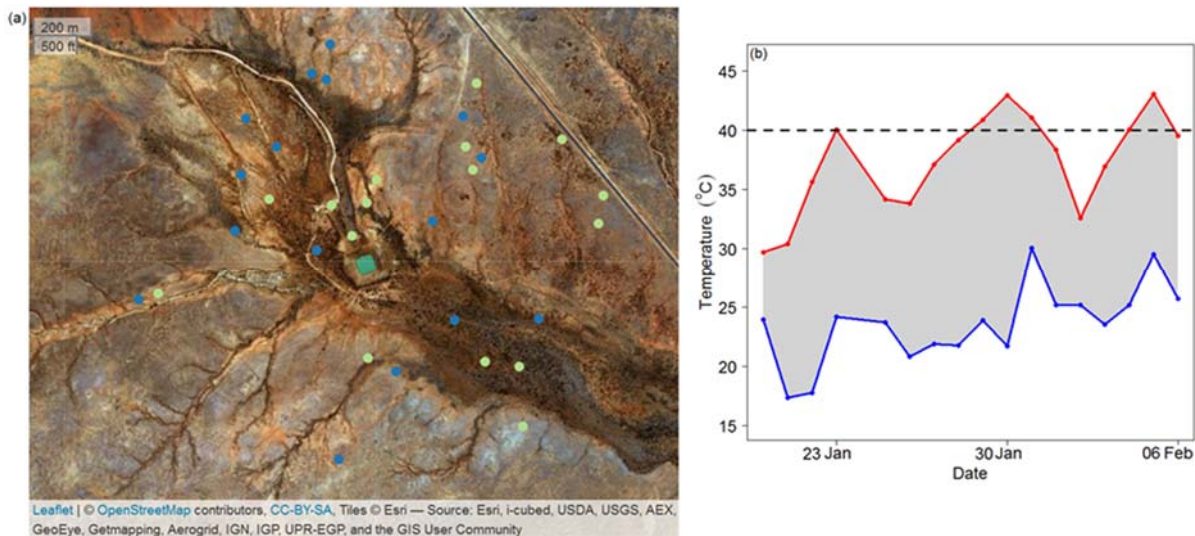 (a)
200 m
500 ft
Leaflet | © OpenStreetMap contributors, CC-BY-SA, Tiles © Esri — Source: Esri, i-cubed, USDA, USGS, AEX,
GeoEye, Getmapping, Aerogrid, IGN, IGP, UPR-EGP, and the GIS User Community
(b)
45
40
35
30
25
20
15
Temperature (°C)
23 Jan
30 Jan
06 Feb
Date